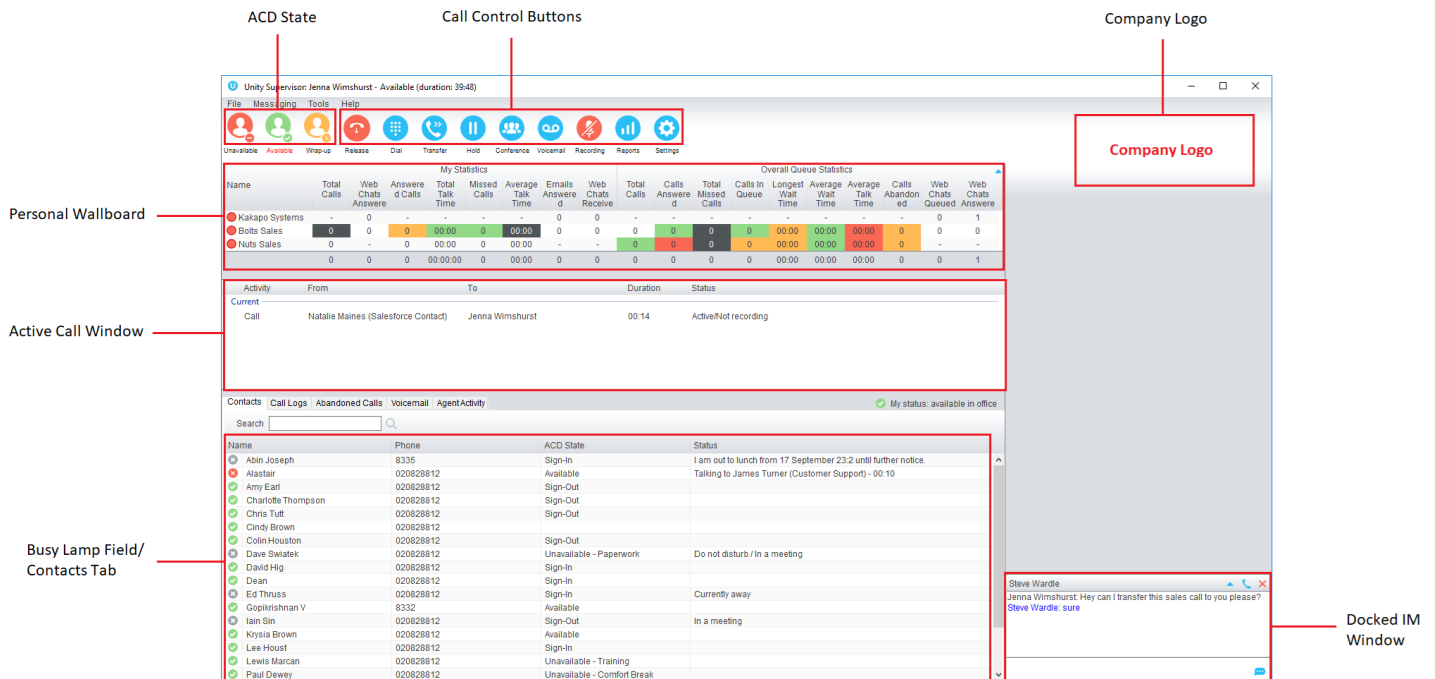 ACD State
Call Control Buttons
Company Logo
Unity Supervisor: Jenna Wimshurst - Available (duration: 39:48)
File Messaging Tools Help
Unavailable Available Wrap-up Release Dial Transfer Hold Conference Voicemail Recording Reports Settings
Company Logo
My Statistics Overall Queue Statistics
Name Total Calls Web Chats Answere Answere d Calls Total Talk Time Missed Calls Average Talk Time Emails Answere d Web Chats Receive Total Calls Calls Answere d Total Missed Calls Calls In Queue Longest Wait Time Average Wait Time Average Talk Time Calls Abandon ed Web Chats Queued Web Chats Answere
Personal Wallboard
Kakapo Systems - 0 - - - - 0 0 - - - - - - - - 0 1
Bolts Sales 0 0 0 00:00 0 00:00 0 0 0 0 0 0 00:00 00:00 00:00 0 0 0
Nuts Sales 0 - 0 00:00 0 00:00 - - 0 0 0 0 00:00 00:00 00:00 0 - -
0 0 0 00:00:00 0 00:00 0 0 0 0 0 0 00:00 00:00 00:00 0 0 1
Activity From To Duration Status
Current
Call Natalie Maines (Salesforce Contact) Jenna Wimshurst 00:14 Active/Not recording
Active Call Window
Contacts Call Logs Abandoned Calls Voicemail Agent Activity My status: available in office
Search
Name Phone ACD State Status
Abin Joseph 8335 Sign-In I am out to lunch from 17 September 23:2 until further notice.
Alastair 020828812 Available Talking to James Turner (Customer Support) - 00:10
Amy Earl 020828812 Sign-Out
Charlotte Thompson 020828812 Sign-Out
Chris Tutt 020828812 Sign-Out
Cindy Brown 020828812
Colin Houston 020828812 Sign-Out
Dave Swiatek 020828812 Unavailable - Paperwork Do not disturb / In a meeting
David Hig 020828812 Sign-In
Dean 020828812 Sign-In
Ed Thruss 020828812 Sign-In Currently away
Gopikrishnan V 8332 Available
Iain Sin 020828812 Sign-Out In a meeting
Krysia Brown 020828812 Available
Lee Houst 020828812 Sign-In
Lewis Marcan 020828812 Unavailable - Training
Paul Dewey 020828812 Unavailable - Comfort Break
Busy Lamp Field/
Contacts Tab
Steve Wardle
Jenna Wimshurst: Hey can I transfer this sales call to you please?
Steve Wardle: sure
Docked IM
Window